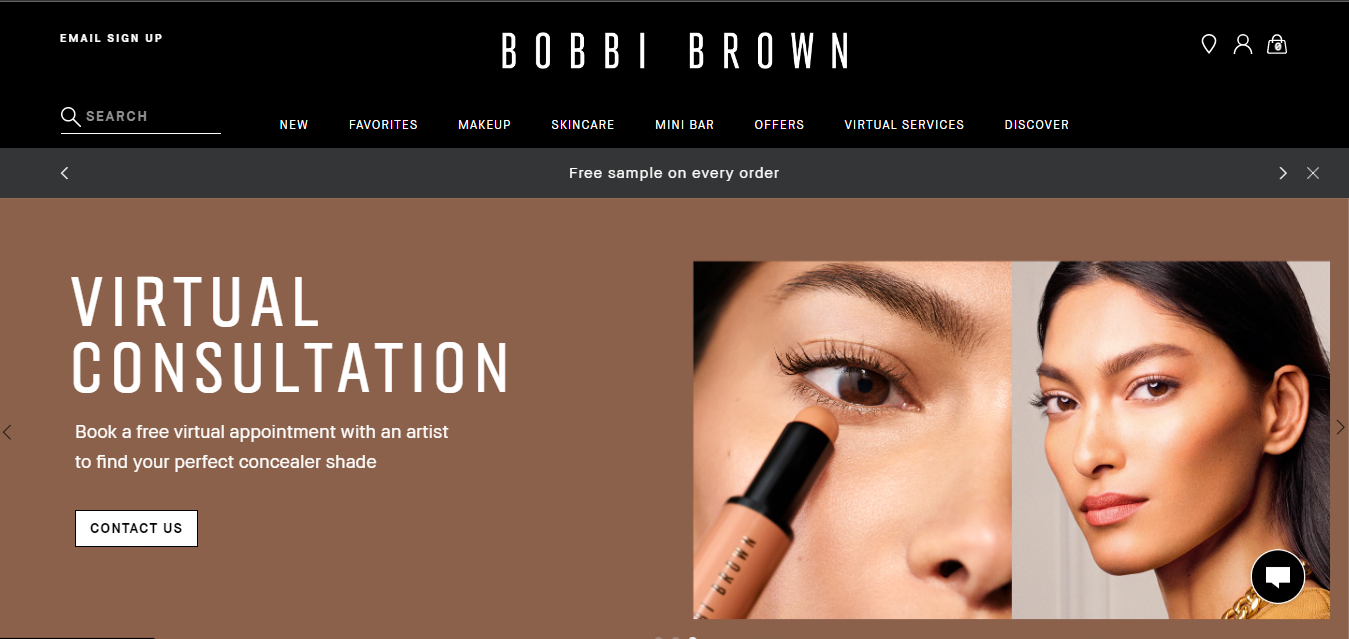 EMAIL SIGN UP
BOBBI BROWN
0
SEARCH
NEW FAVORITES MAKEUP SKINCARE MINI BAR OFFERS VIRTUAL SERVICES DISCOVER
Free sample on every order
VIRTUAL
CONSULTATION
Book a free virtual appointment with an artist
to find your perfect concealer shade
CONTACT US
BOBBI BROWN